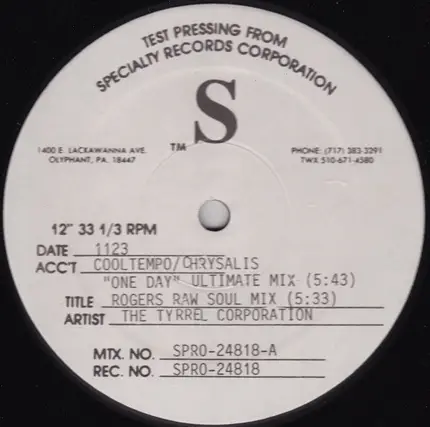 TEST PRESSING FROM
SPECIALTY RECORDS CORPORATION
S
TM
1400 E. LACKAWANNA AVE.
OLYPHANT, PA. 18447
PHONE: (717) 383-3291
TWX 510-671-4580
12" 33 1/3 RPM
DATE 1123
ACC'T COOLTEMPO/CHRYSALIS
"ONE DAY" ULTIMATE MIX (5:43)
TITLE ROGERS RAW SOUL MIX (5:33)
ARTIST THE TYRREL CORPORATION
MTX. NO. SPRO-24818-A
REC. NO. SPRO-24818